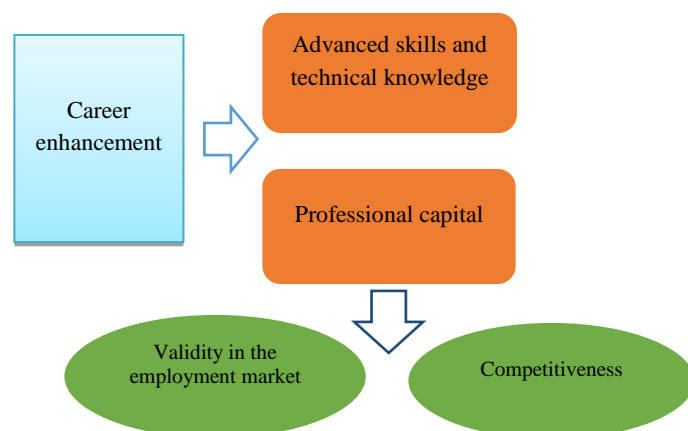 Career
enhancement
Advanced skills and
technical knowledge
Professional capital
Validity in the
employment market
Competitiveness